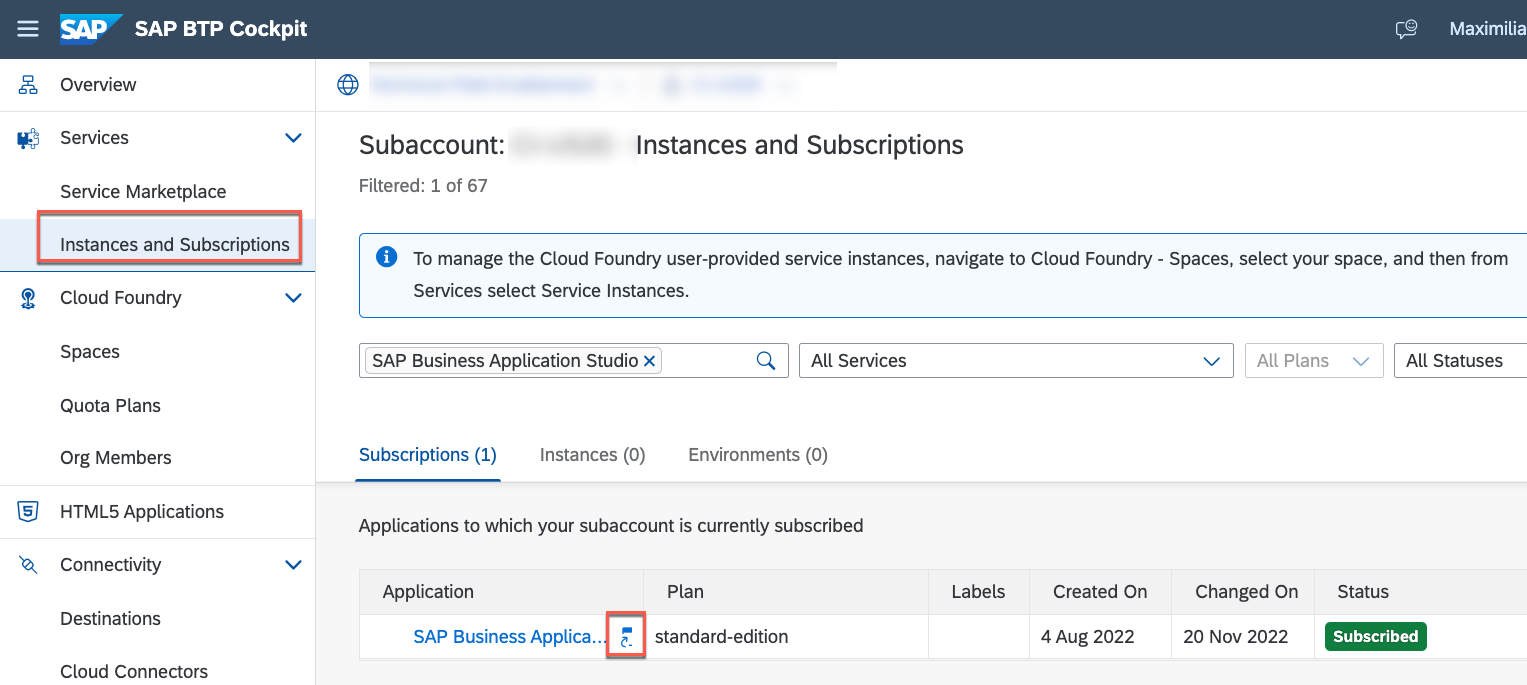 SAP SAP BTP Cockpit
Maximilia
Overview
Services
Service Marketplace
Instances and Subscriptions
Cloud Foundry
Spaces
Quota Plans
Org Members
HTML5 Applications
Connectivity
Destinations
Cloud Connectors
Subaccount: Instances and Subscriptions
Filtered: 1 of 67
To manage the Cloud Foundry user-provided service instances, navigate to Cloud Foundry - Spaces, select your space, and then from
Services select Service Instances.
SAP Business Application Studio
All Services
All Plans
All Statuses
Subscriptions (1) Instances (0) Environments (0)
Applications to which your subaccount is currently subscribed
Application Plan Labels Created On Changed On Status
SAP Business Applica... standard-edition 4 Aug 2022 20 Nov 2022 Subscribed